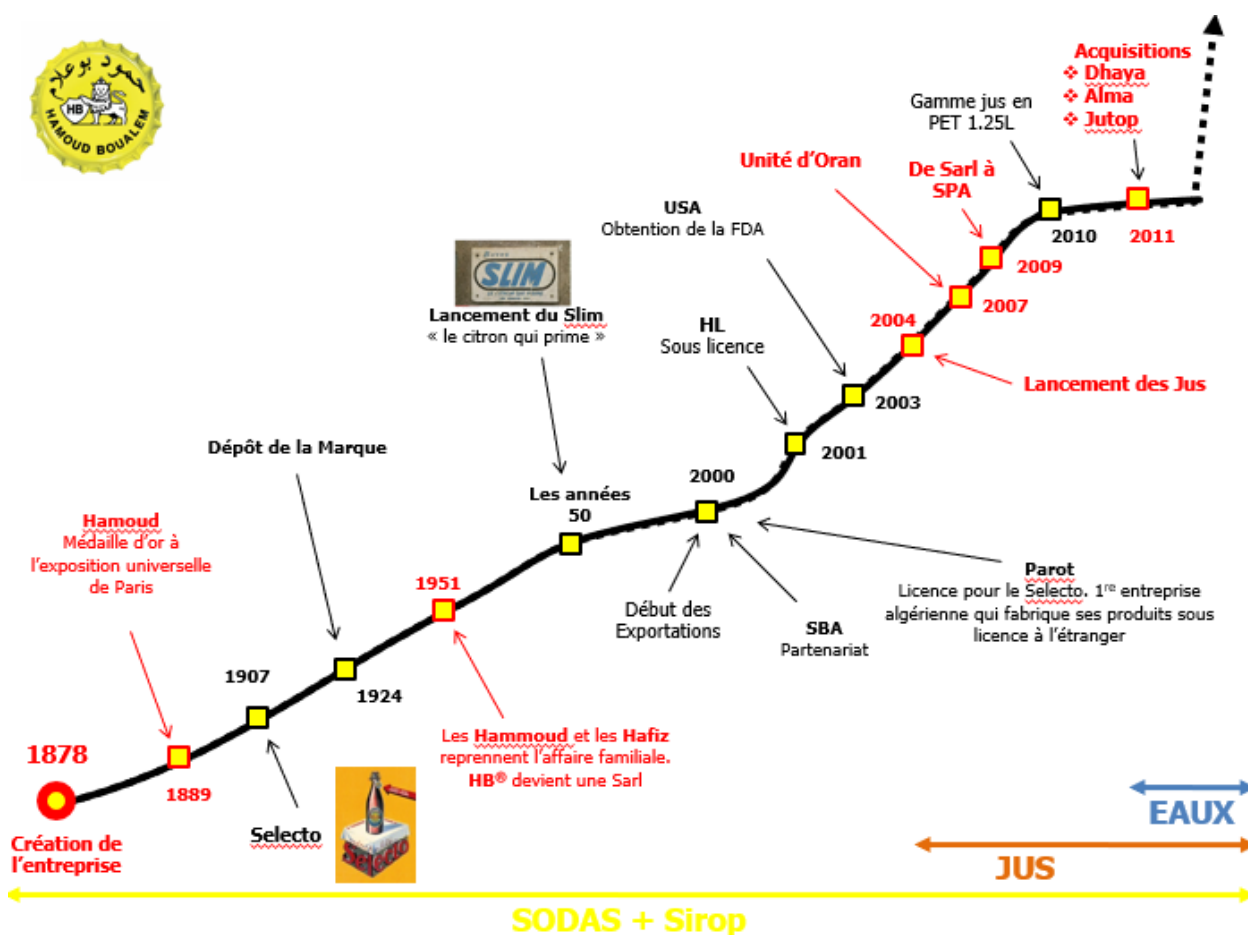 حمود بوعلام
HB
HAMOUD BOUALEM
Acquisitions
❖ Dhaya
❖ Alma
❖ Jutop
Gamme jus en
PET 1.25L
Unité d’Oran
De Sarl à
SPA
USA
Obtention de la FDA
2010
2011
2009
2007
2004
SLIM
Lancement du Slim
« le citron qui prime »
HL
Sous licence
Lancement des Jus
2003
2001
Dépôt de la Marque
2000
Les années
50
Hamoud
Médaille d’or à
l’exposition universelle
de Paris
1951
Parot
Licence pour le Selecto. 1re entreprise
algérienne qui fabrique ses produits sous
licence à l’étranger
Début des
Exportations
SBA
Partenariat
1907
1924
Les Hammoud et les Hafiz
reprennent l’affaire familiale.
HB® devient une Sarl
1878
1889
Création de
l’entreprise
Selecto
Selecto
EAUX
JUS
SODAS + Sirop